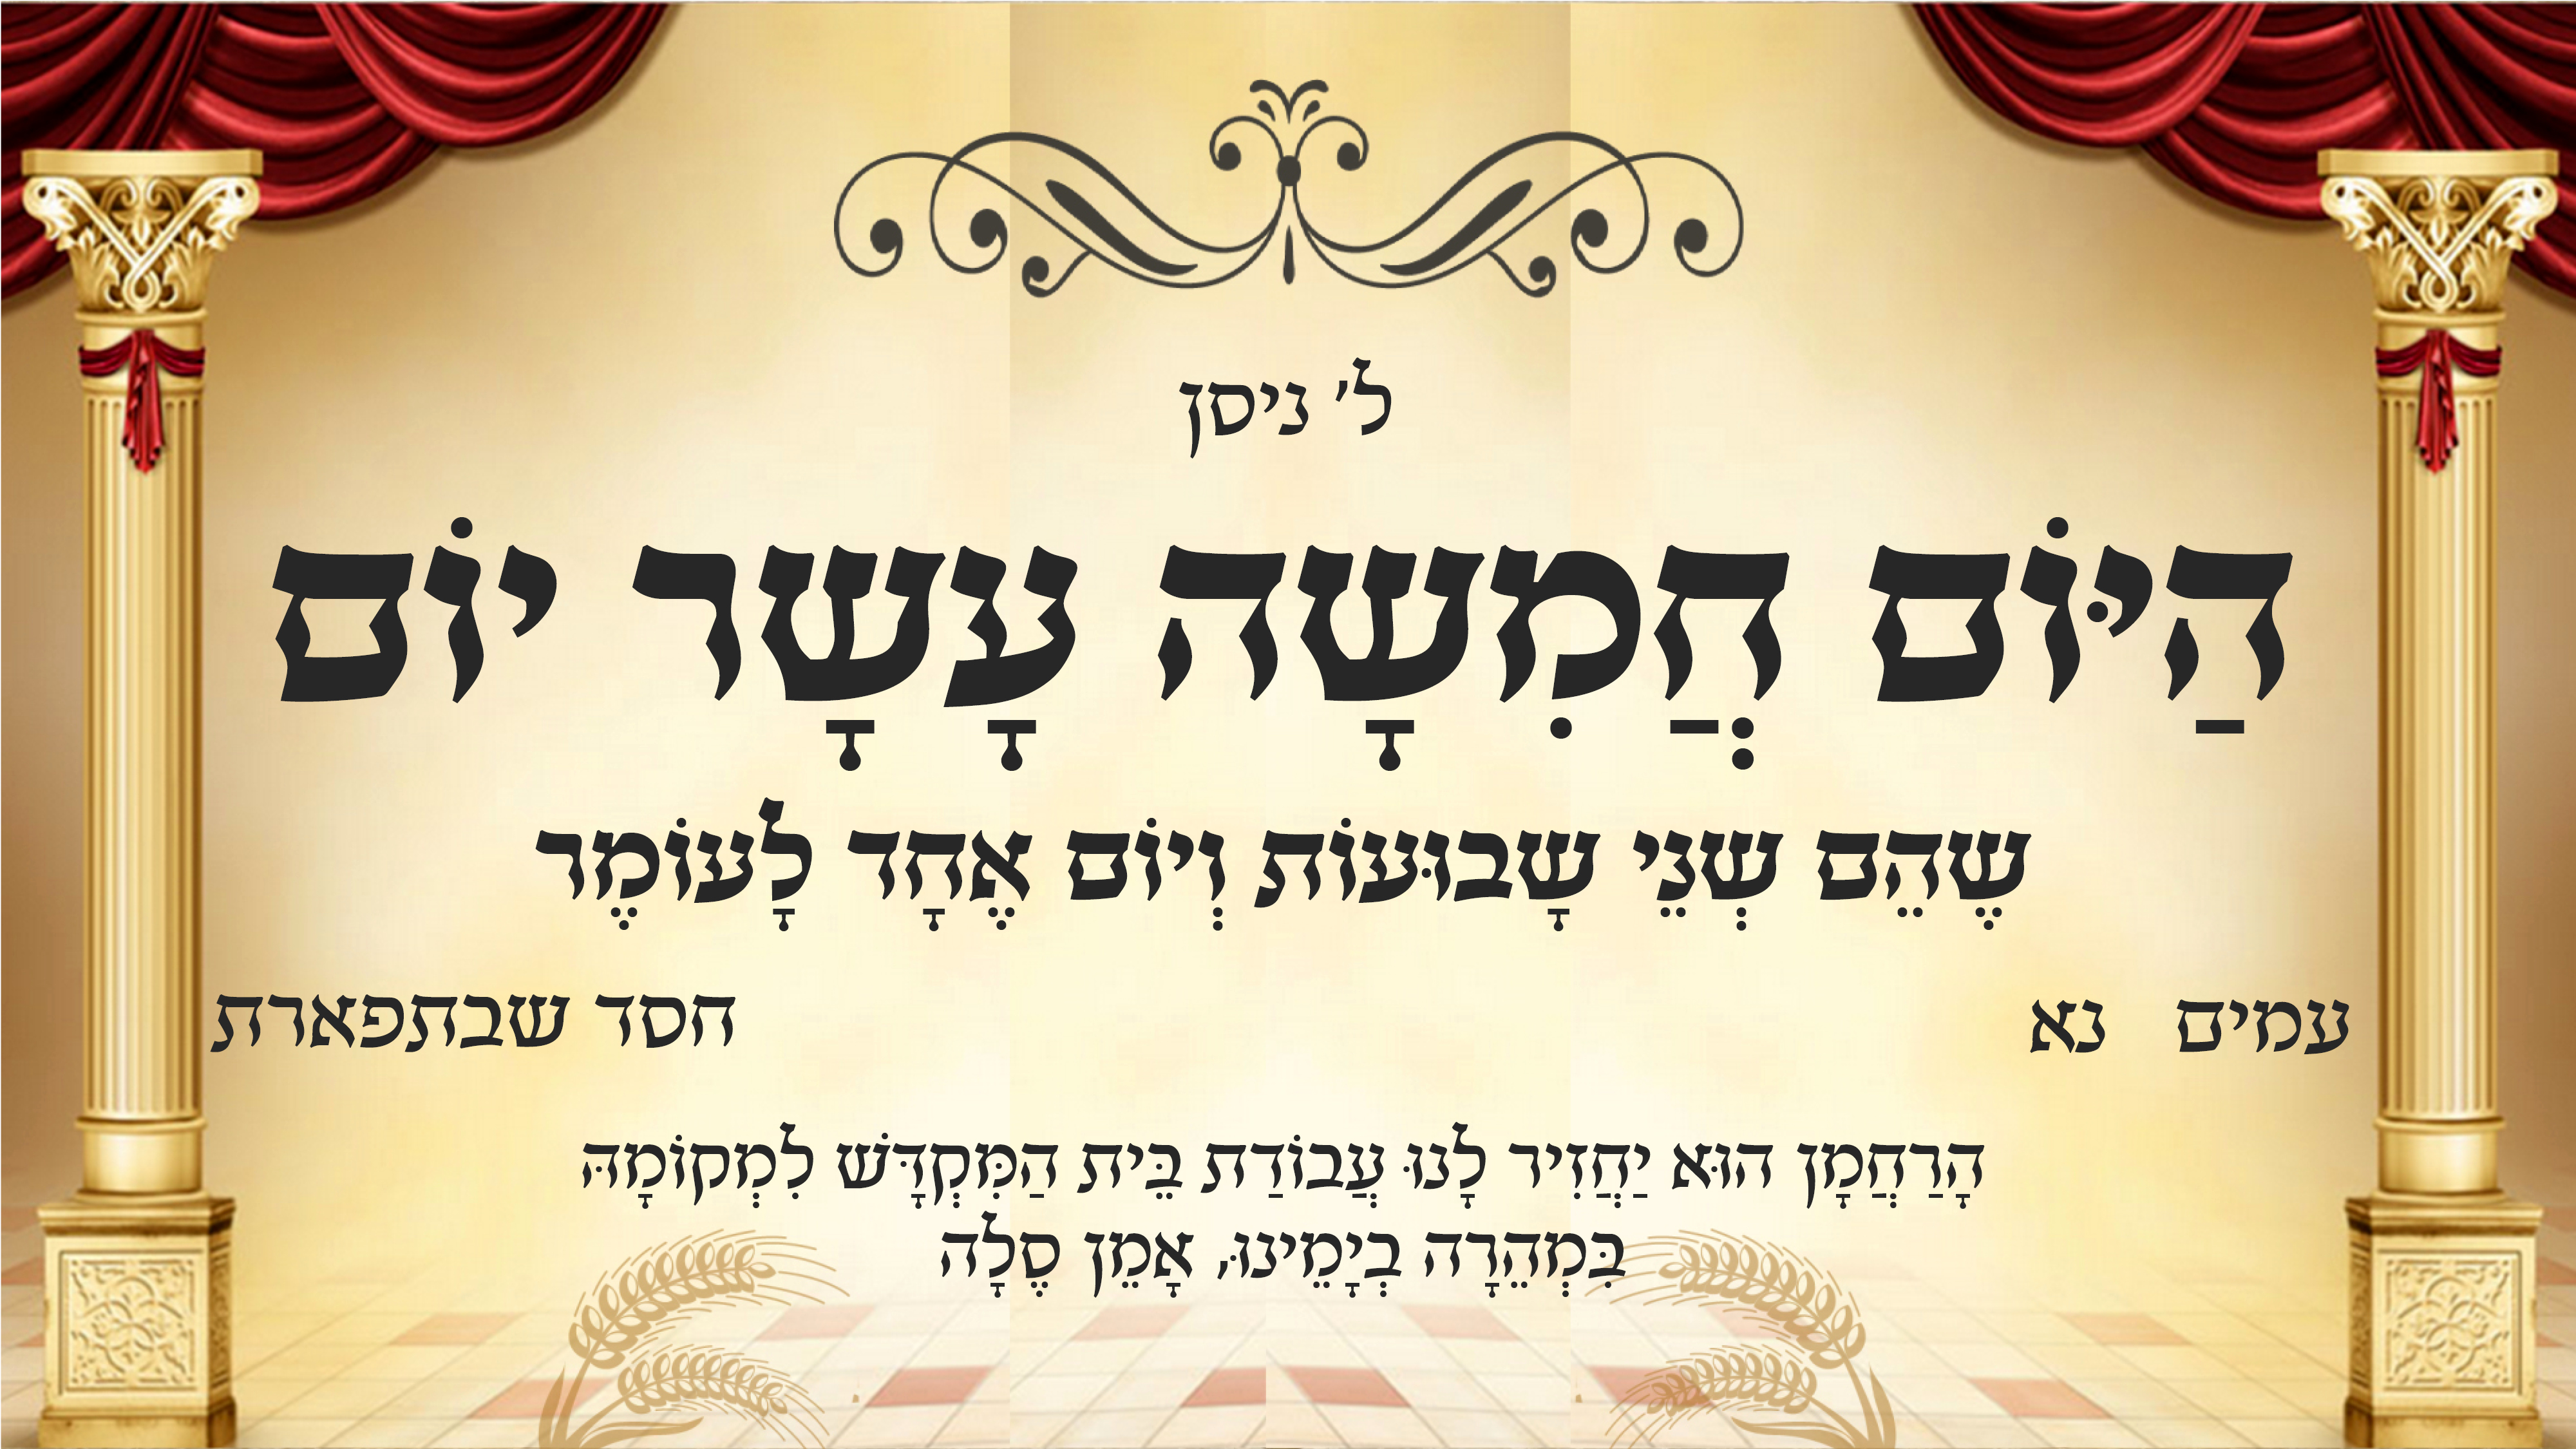 ל' ניסן
הַיּוֹם חֲמִשָׁה עָשָׂר יוֹם
שֶׁהֵם שְׁנֵי שָׁבוּעוֹת וְיוֹם אֶחָד לָעוֹמֶר
עמים נא חסד שבתפארת
הָרַחֲמָן הוּא יַחֲזִיר לָנוּ עֲבוֹדַת בֵּית הַמִּקְדָּשׁ לִמְקוֹמָהּ
בִּמְהֵרָה בְיָמֵינוּ, אָמֵן סֶלָה